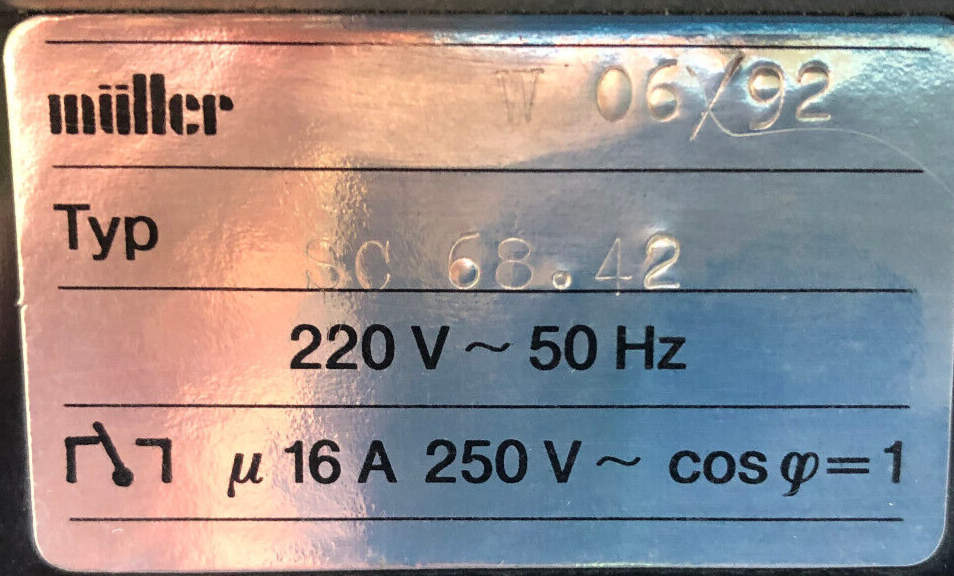 müller W 06/92
Typ SC 68.42
220 V ~ 50 Hz
μ 16 A 250 V ~ cos φ = 1